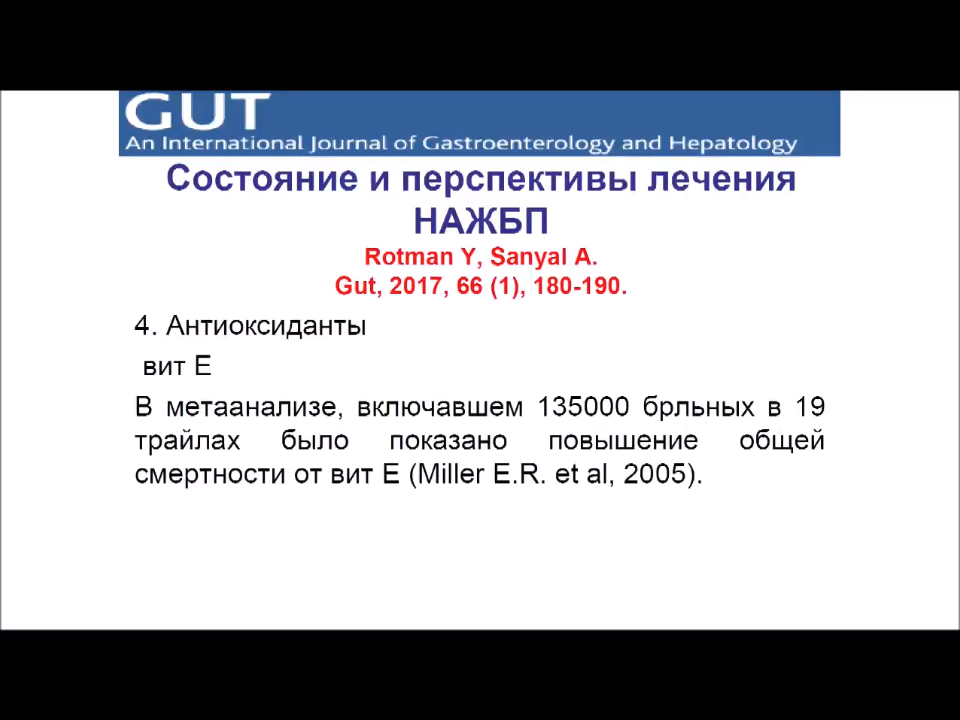 GUT
An International Journal of Gastroenterology and Hepatology
Состояние и перспективы лечения
НАЖБП
Rotman Y, Sanyal A.
Gut, 2017, 66 (1), 180-190.
4. Антиоксиданты
вит Е
В метаанализе, включавшем 135000 брльных в 19
трайлах было показано повышение общей
смертности от вит Е (Miller E.R. et al, 2005).